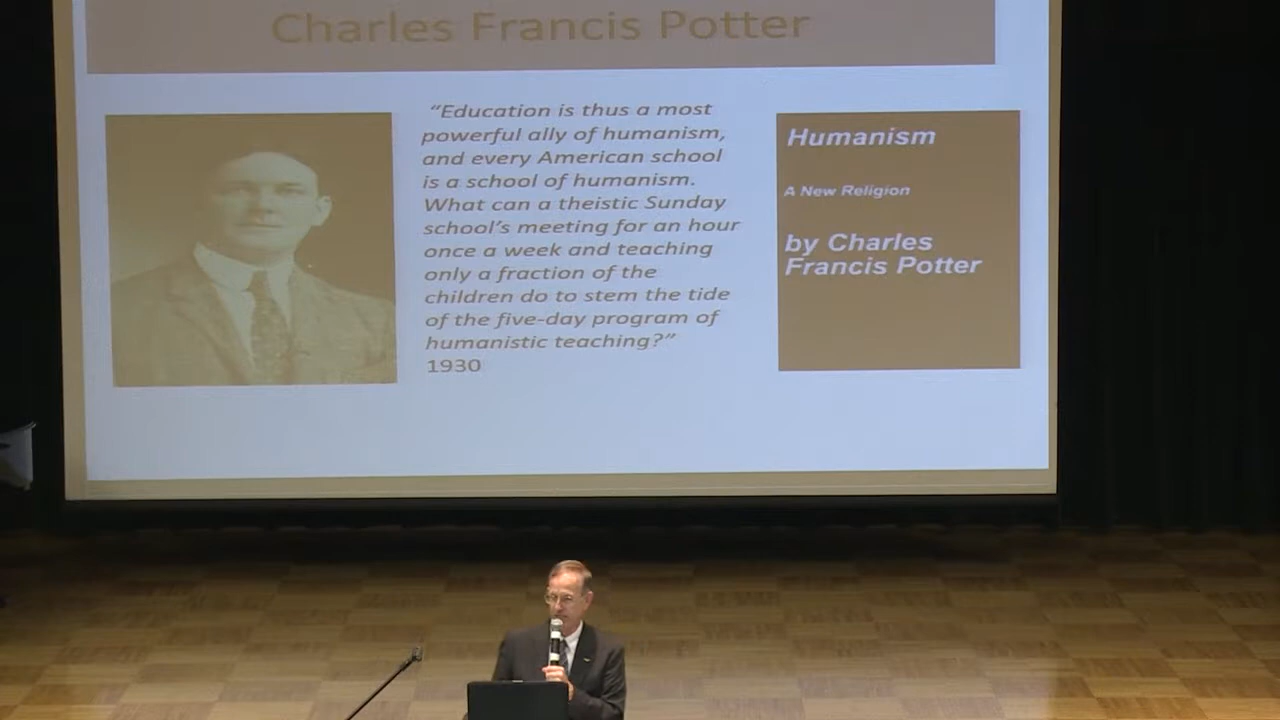 Charles Francis Potter
"Education is thus a most
powerful ally of humanism,
and every American school
is a school of humanism.
What can a theistic Sunday
school's meeting for an hour
once a week and teaching
only a fraction of the
children do to stem the tide
of the five-day program of
humanistic teaching?"
1930
Humanism
A New Religion
by Charles
Francis Potter